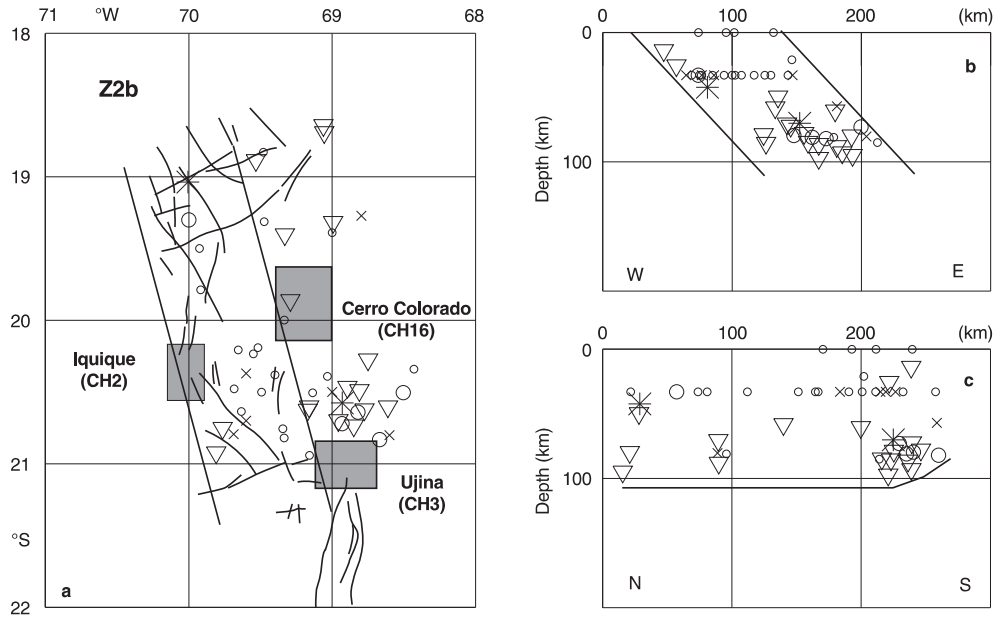 71 °W 70 69 68
18
Z2b
19
20
Cerro Colorado
(CH16)
Iquique
(CH2)
21
Ujina
(CH3)
°S
a
22
0 100 200 (km)
0
b
Depth (km)
100
W E
0 100 200 (km)
0
c
Depth (km)
100
N S